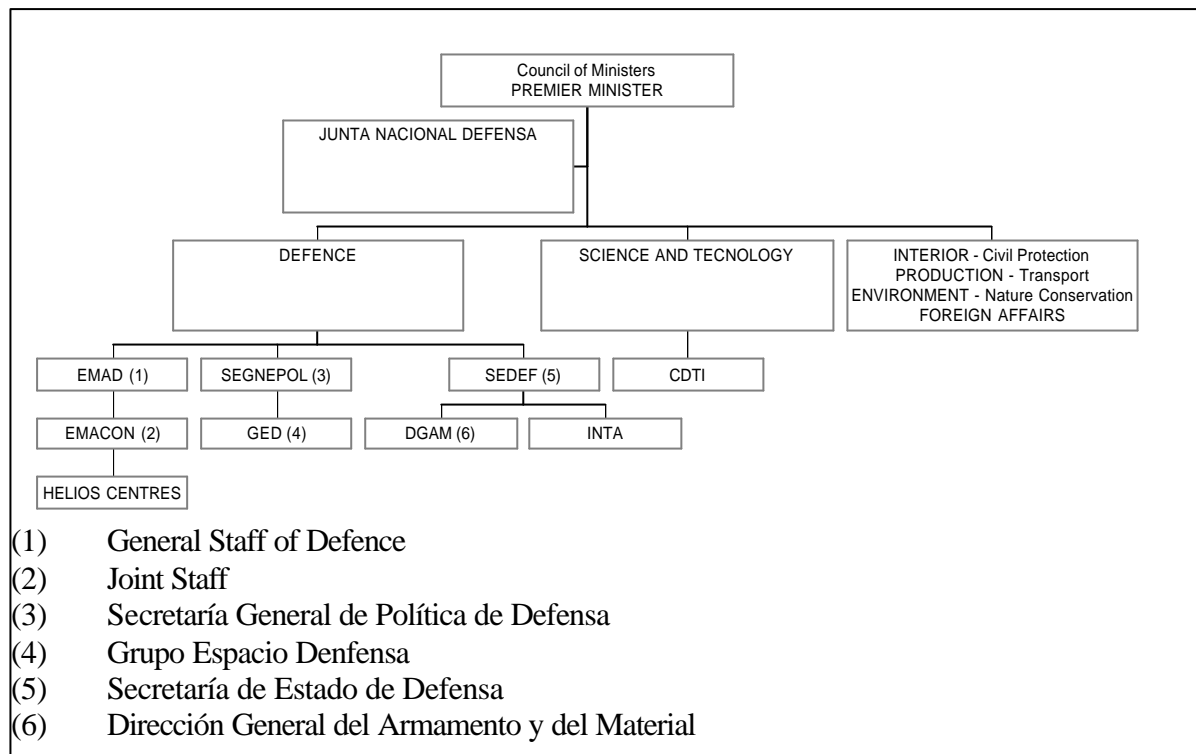 Council of Ministers
PREMIER MINISTER
JUNTA NACIONAL DEFENSA
DEFENCE
SCIENCE AND TECNOLOGY
INTERIOR - Civil Protection
PRODUCTION - Transport
ENVIRONMENT - Nature Conservation
FOREIGN AFFAIRS
EMAD (1)
SEGNEPOL (3)
SEDEF (5)
CDTI
EMACON (2)
GED (4)
DGAM (6)
INTA
HELIOS CENTRES
(1) General Staff of Defence
(2) Joint Staff
(3) Secretaría General de Política de Defensa
(4) Grupo Espacio Denfensa
(5) Secretaría de Estado de Defensa
(6) Dirección General del Armamento y del Material